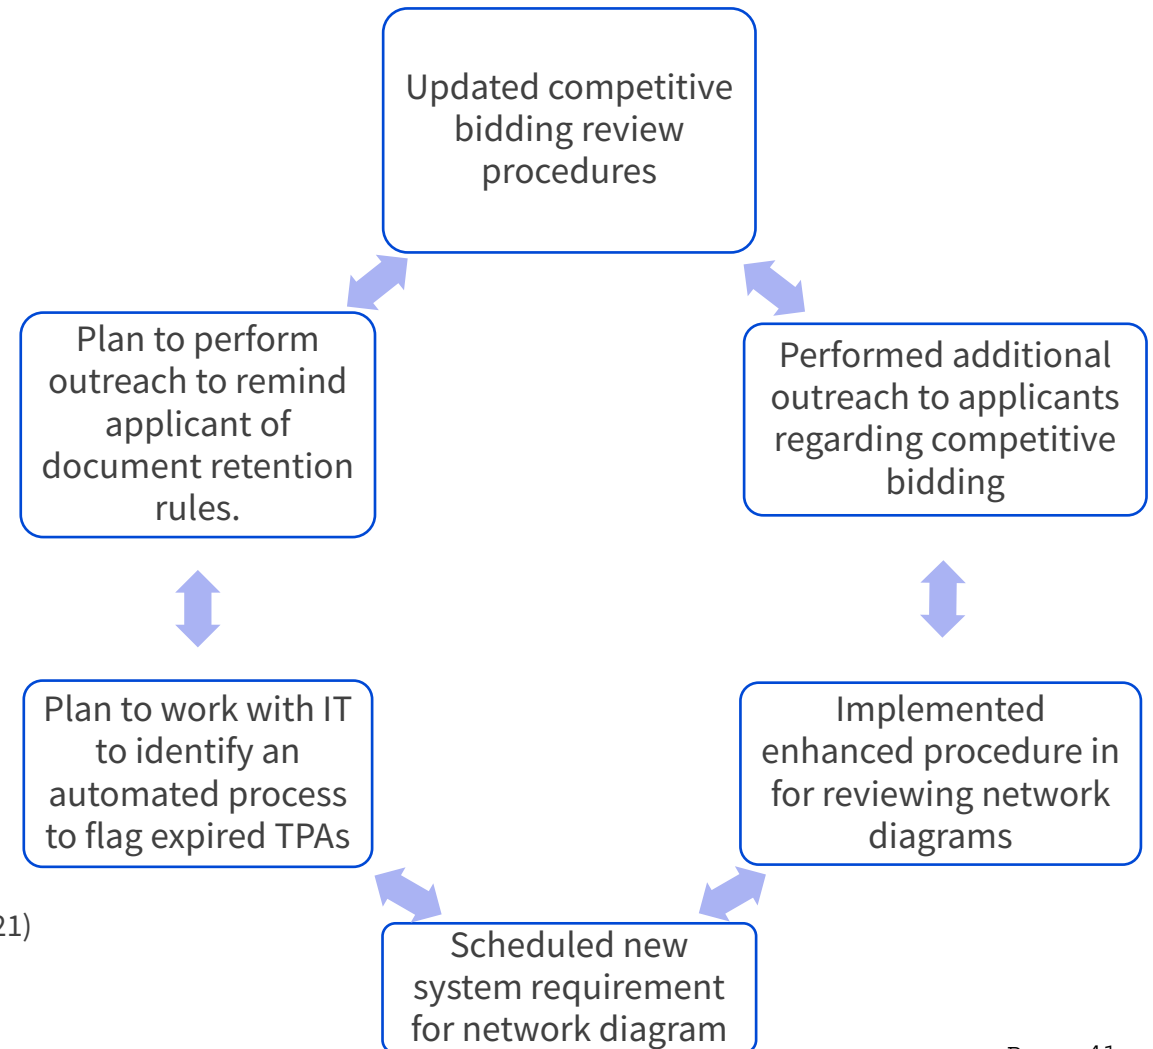 Updated competitive
bidding review
procedures
Plan to perform
outreach to remind
applicant of
document retention
rules.
Performed additional
outreach to applicants
regarding competitive
bidding
Plan to work with IT
to identify an
automated process
to flag expired TPAs
Implemented
enhanced procedure in
for reviewing network
diagrams
21)
Scheduled new
system requirement
for network diagram